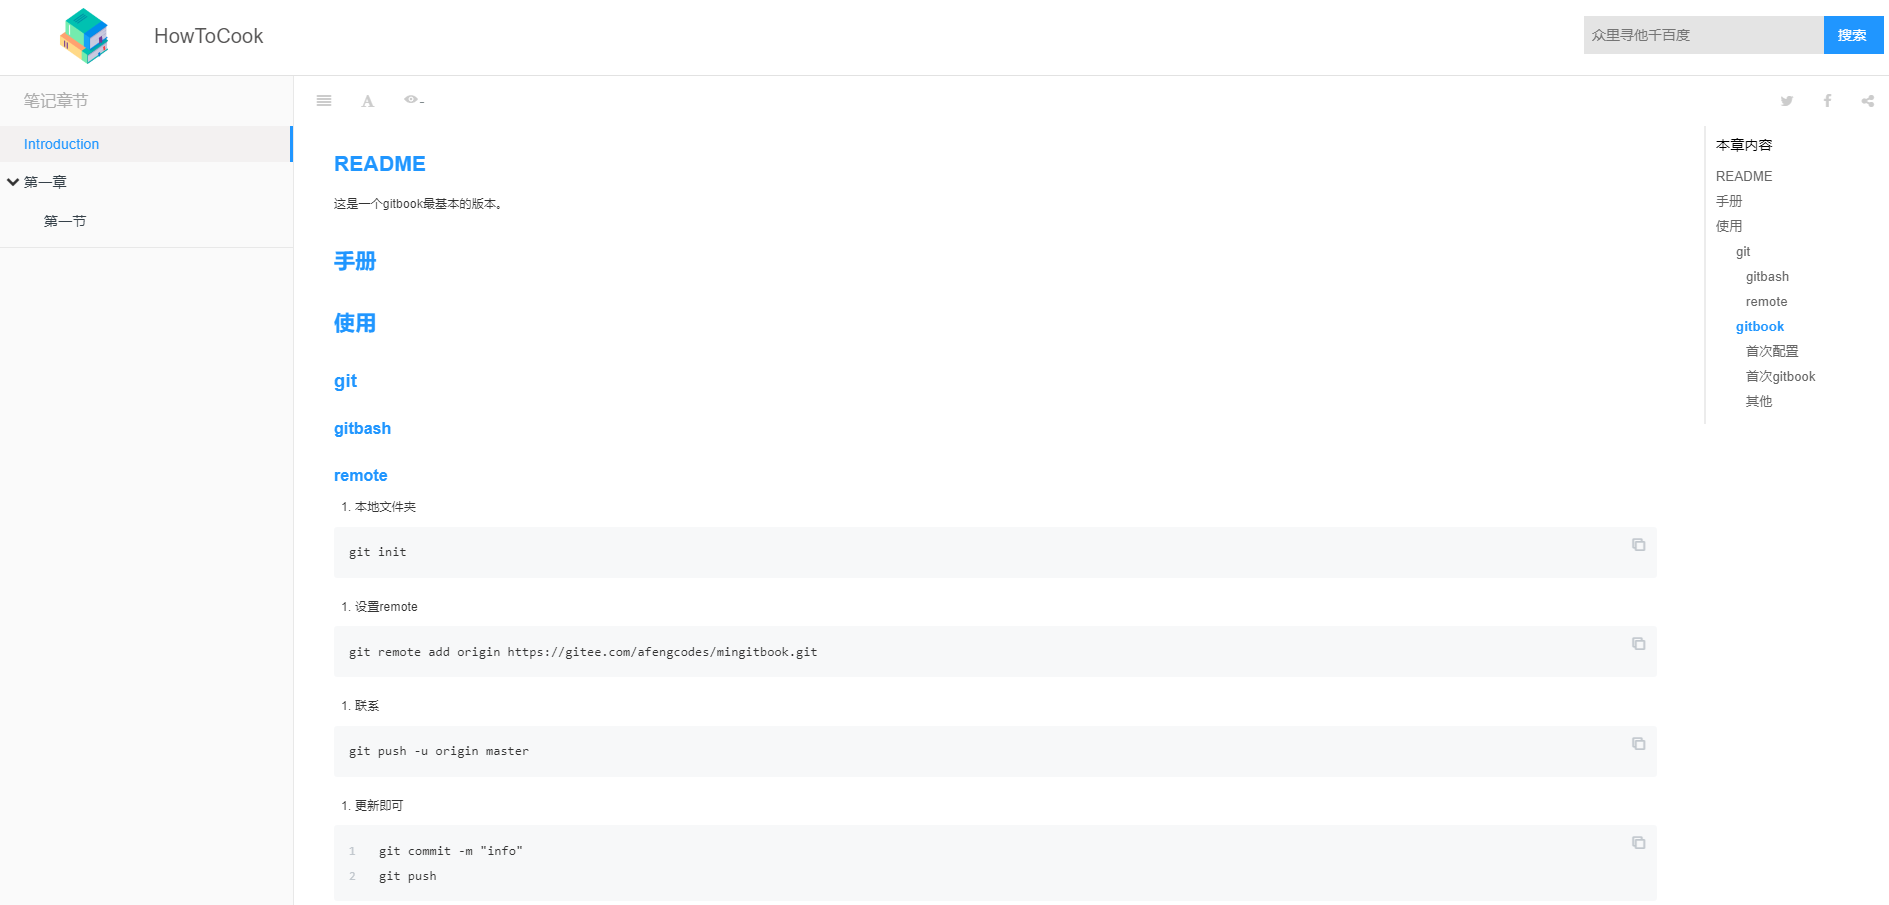 HowToCook
众里寻他千百度
搜索
笔记章节
Introduction
第一章
第一节
A
-
README
这是一个gitbook最基本的版本。
手册
使用
git
gitbash
remote
1. 本地文件夹
git init
1. 设置remote
git remote add origin https://gitee.com/afengcodes/mingitbook.git
1. 联系
git push -u origin master
1. 更新即可
1 git commit -m "info"
2 git push
本章内容
README
手册
使用
git
gitbash
remote
gitbook
首次配置
首次gitbook
其他